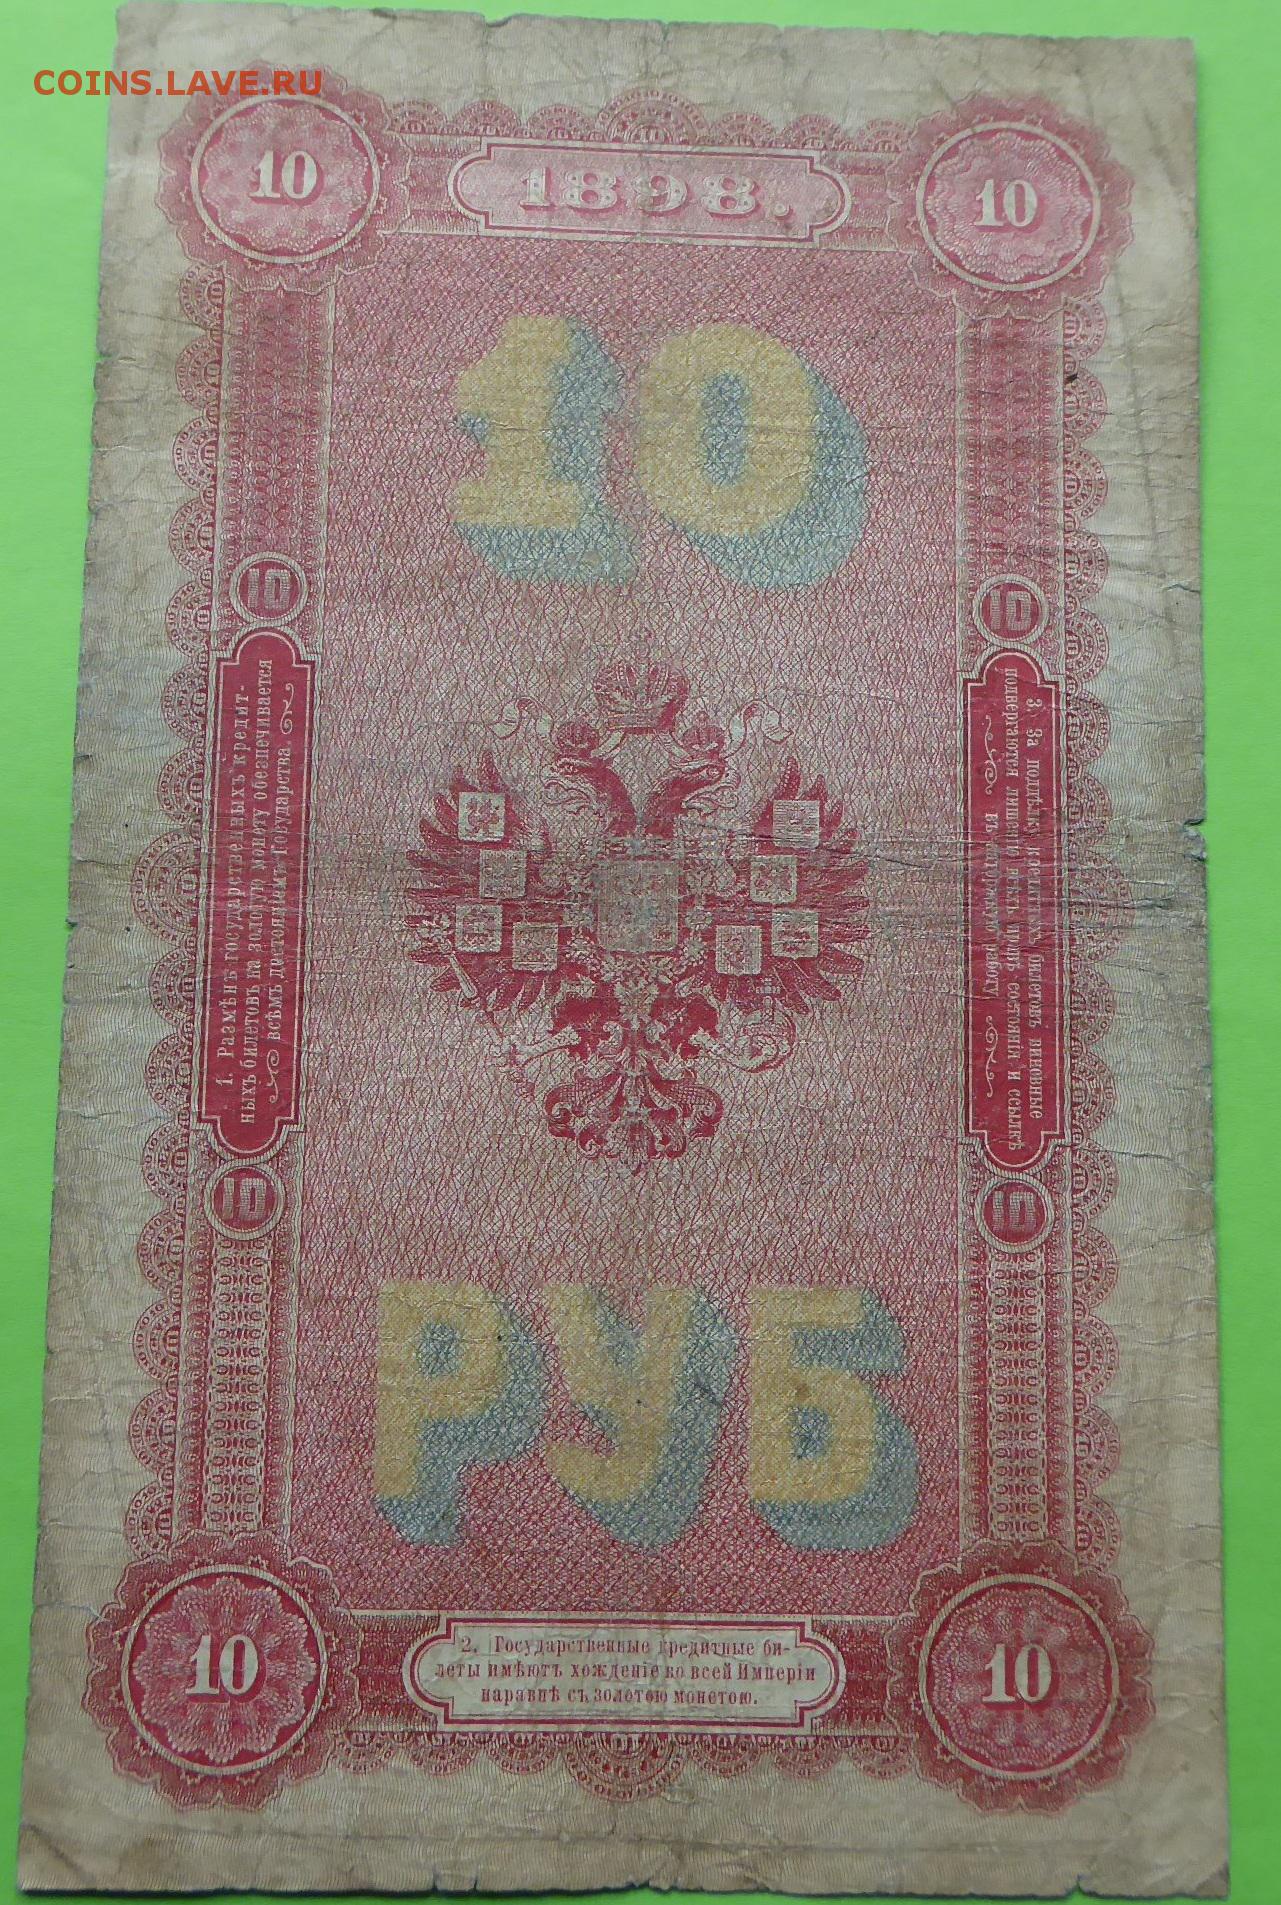 COINS.LAVE.RU
10
1898.
10
10
10
10
1. Размѣнъ государственныхъ кредит-
ныхъ билетовъ на золотую монету обезпечивается
всѣмъ достояніемъ Государства.
3. За поддѣлку кредитныхъ билетовъ виновные
подвергаются лишенію всѣхъ правъ состоянія и ссылкѣ
въ каторжную работу.
10
10
РУБ
10
2. Государственные кредитные би-
леты имѣютъ хожденіе во всей Имперіи
наравнѣ съ золотою монетою.
10